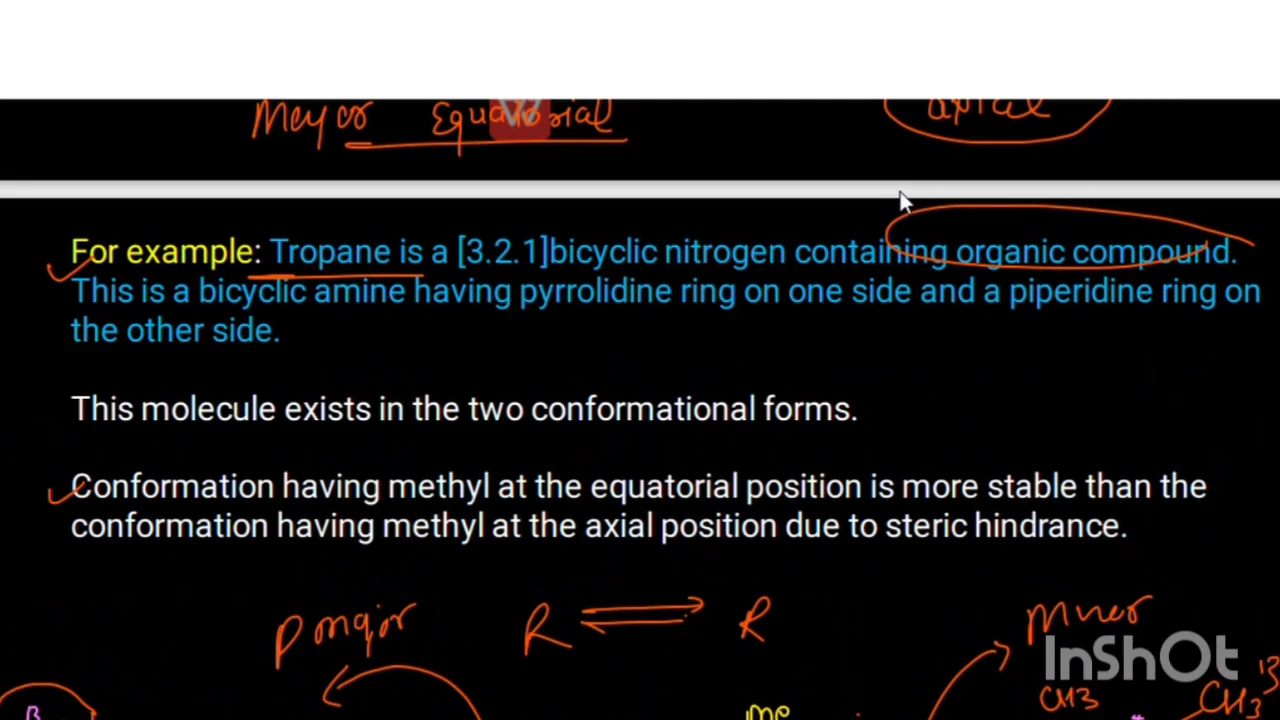 Meyor Equatorial axial
For example: Tropane is a [3.2.1]bicyclic nitrogen containing organic compound.
This is a bicyclic amine having pyrrolidine ring on one side and a piperidine ring on
the other side.
This molecule exists in the two conformational forms.
Conformation having methyl at the equatorial position is more stable than the
conformation having methyl at the axial position due to steric hindrance.
P major R R
InShOt
CH3 CH3